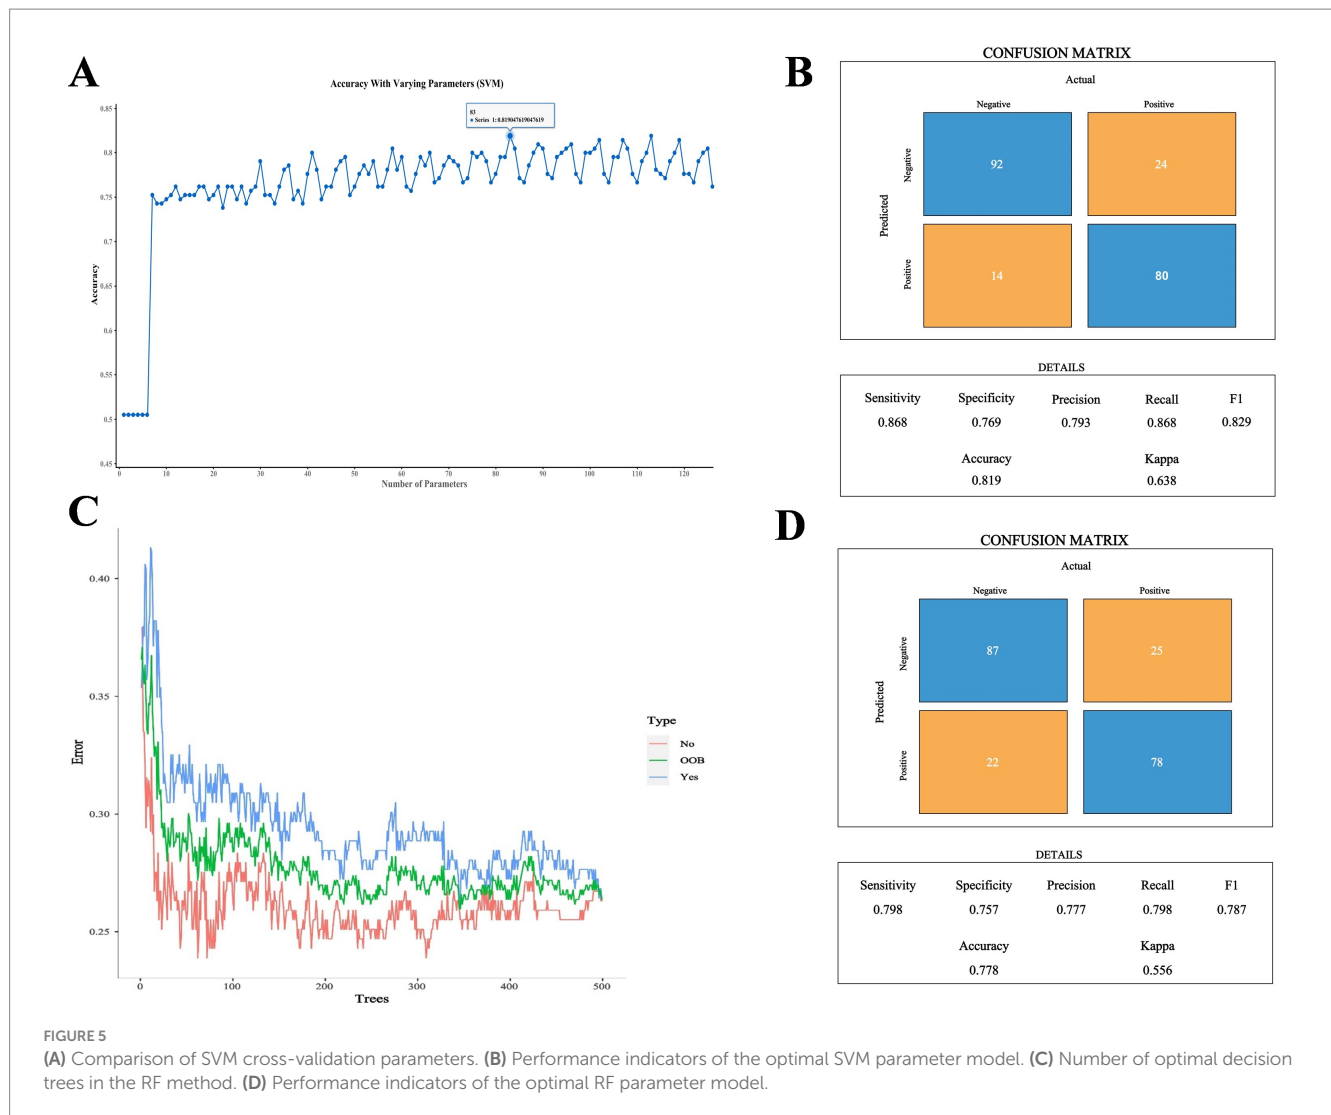 A
Accuracy With Varying Parameters (SVM)
83
Series 1: 0.819047619047619
0.85
0.8
0.75
0.7
0.65
0.6
0.55
0.5
0.45
Accuracy
0 10 20 30 40 50 60 70 80 90 100 110 120
Number of Parameters
B
CONFUSION MATRIX
Actual
Negative Positive
Predicted
Negative
92 24
Positive
14 80
DETAILS
Sensitivity Specificity Precision Recall F1
0.868 0.769 0.793 0.868 0.829
Accuracy Kappa
0.819 0.638
C
0.40
0.35
0.30
0.25
Error
0 100 200 300 400 500
Trees
Type
No
OOB
Yes
D
CONFUSION MATRIX
Actual
Negative Positive
Predicted
Negative
87 25
Positive
22 78
DETAILS
Sensitivity Specificity Precision Recall F1
0.798 0.757 0.777 0.798 0.787
Accuracy Kappa
0.778 0.556
FIGURE 5
(A) Comparison of SVM cross-validation parameters. (B) Performance indicators of the optimal SVM parameter model. (C) Number of optimal decision
trees in the RF method. (D) Performance indicators of the optimal RF parameter model.